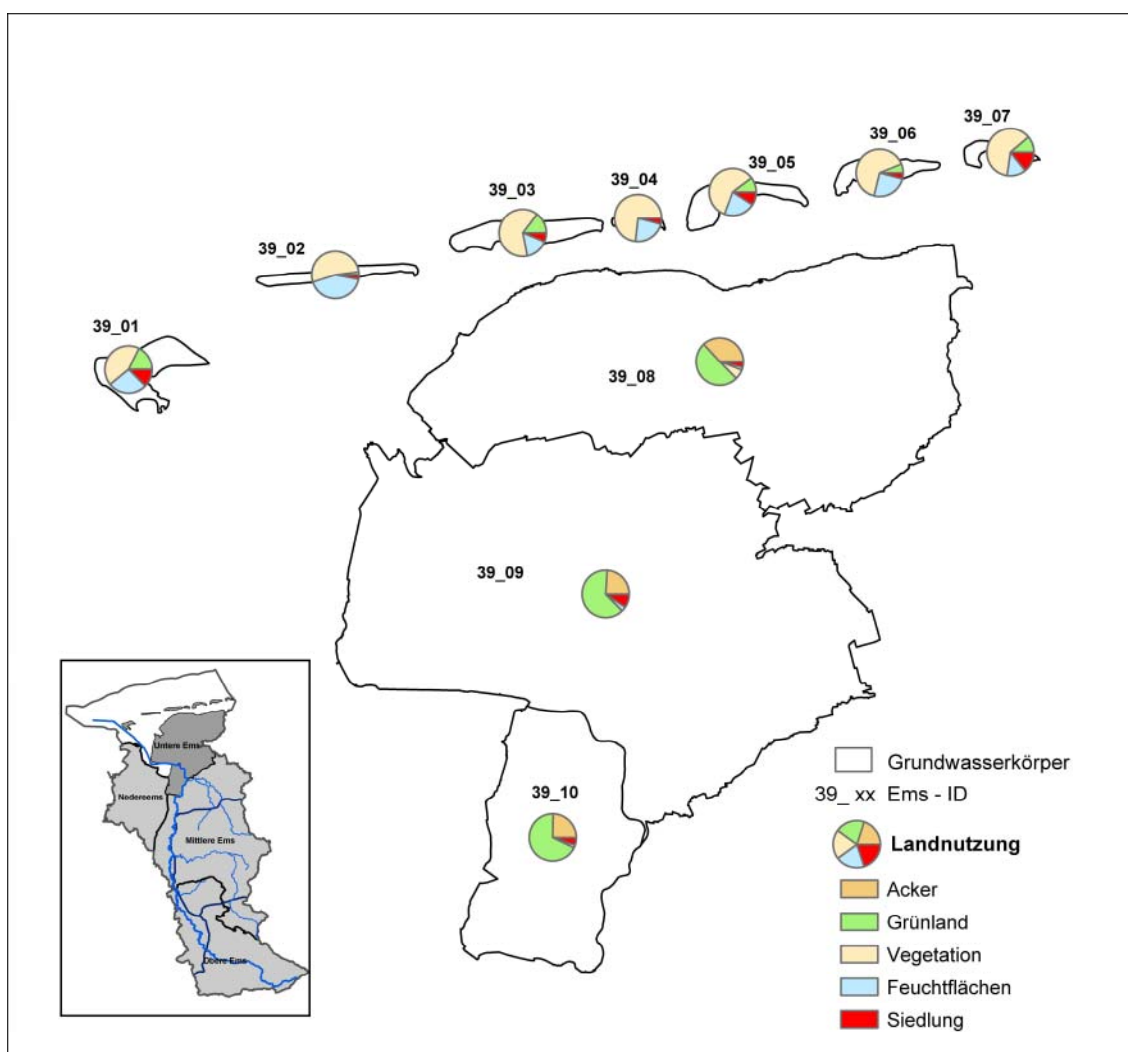 39_07
39_06
39_05
39_04
39_03
39_02
39_01
39_08
39_09
39_10
Untere Ems
Nedereems
Mittlere Ems
Obere Ems
Grundwasserkörper
39_ xx Ems - ID
Landnutzung
Acker
Grünland
Vegetation
Feuchtflächen
Siedlung